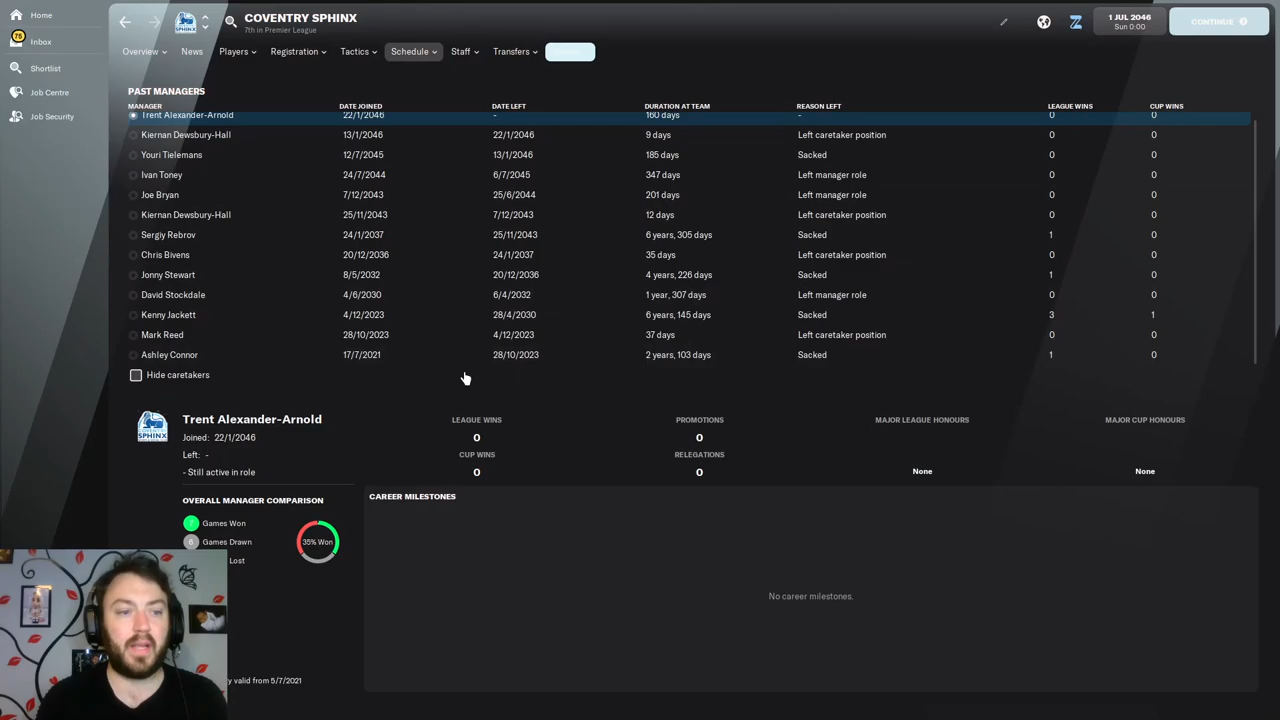 Home
COVENTRY SPHINX
7th in Premier League
1 JUL 2046
Sun 0:00
CONTINUE
75
Inbox
Overview
News
Players
Registration
Tactics
Schedule
Staff
Transfers
Shortlist
Job Centre
Job Security
PAST MANAGERS
MANAGER DATE JOINED DATE LEFT DURATION AT TEAM REASON LEFT LEAGUE WINS CUP WINS
Trent Alexander-Arnold 22/1/2046 - 160 days - 0 0
Kiernan Dewsbury-Hall 13/1/2046 22/1/2046 9 days Left caretaker position 0 0
Youri Tielemans 12/7/2045 13/1/2046 185 days Sacked 0 0
Ivan Toney 24/7/2044 6/7/2045 347 days Left manager role 0 0
Joe Bryan 7/12/2043 25/6/2044 201 days Left manager role 0 0
Kiernan Dewsbury-Hall 25/11/2043 7/12/2043 12 days Left caretaker position 0 0
Sergiy Rebrov 24/1/2037 25/11/2043 6 years, 305 days Sacked 1 0
Chris Bivens 20/12/2036 24/1/2037 35 days Left caretaker position 0 0
Jonny Stewart 8/5/2032 20/12/2036 4 years, 226 days Sacked 1 0
David Stockdale 4/6/2030 6/4/2032 1 year, 307 days Left manager role 0 0
Kenny Jackett 4/12/2023 28/4/2030 6 years, 145 days Sacked 3 1
Mark Reed 28/10/2023 4/12/2023 37 days Left caretaker position 0 0
Ashley Connor 17/7/2021 28/10/2023 2 years, 103 days Sacked 1 0
Hide caretakers
Trent Alexander-Arnold
Joined: 22/1/2046
Left: -
- Still active in role
LEAGUE WINS
0
PROMOTIONS
0
MAJOR LEAGUE HONOURS
None
MAJOR CUP HONOURS
None
CUP WINS
0
RELEGATIONS
0
OVERALL MANAGER COMPARISON
7 Games Won
6 Games Drawn
Lost
35% Won
CAREER MILESTONES
No career milestones.
valid from 5/7/2021